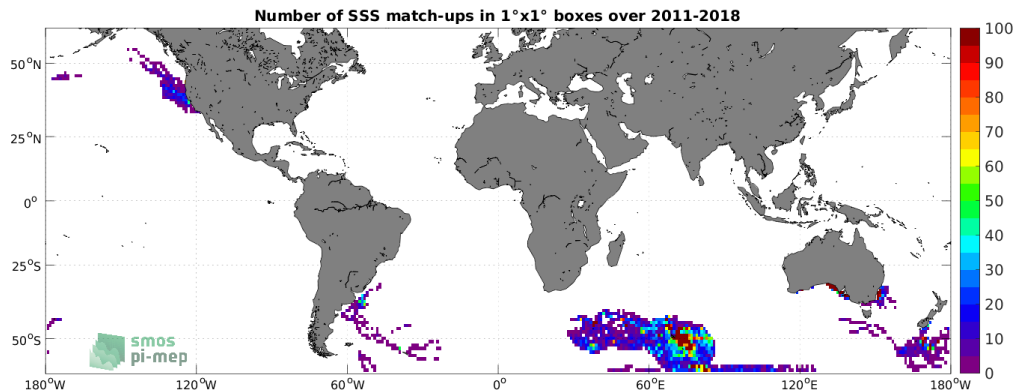 Number of SSS match-ups in 1°x1° boxes over 2011-2018
50°N
25°N
0°
25°S
50°S
180°W 120°W 60°W 0° 60°E 120°E 180°W
100
90
80
70
60
50
40
30
20
10
0
smos
pi-mep